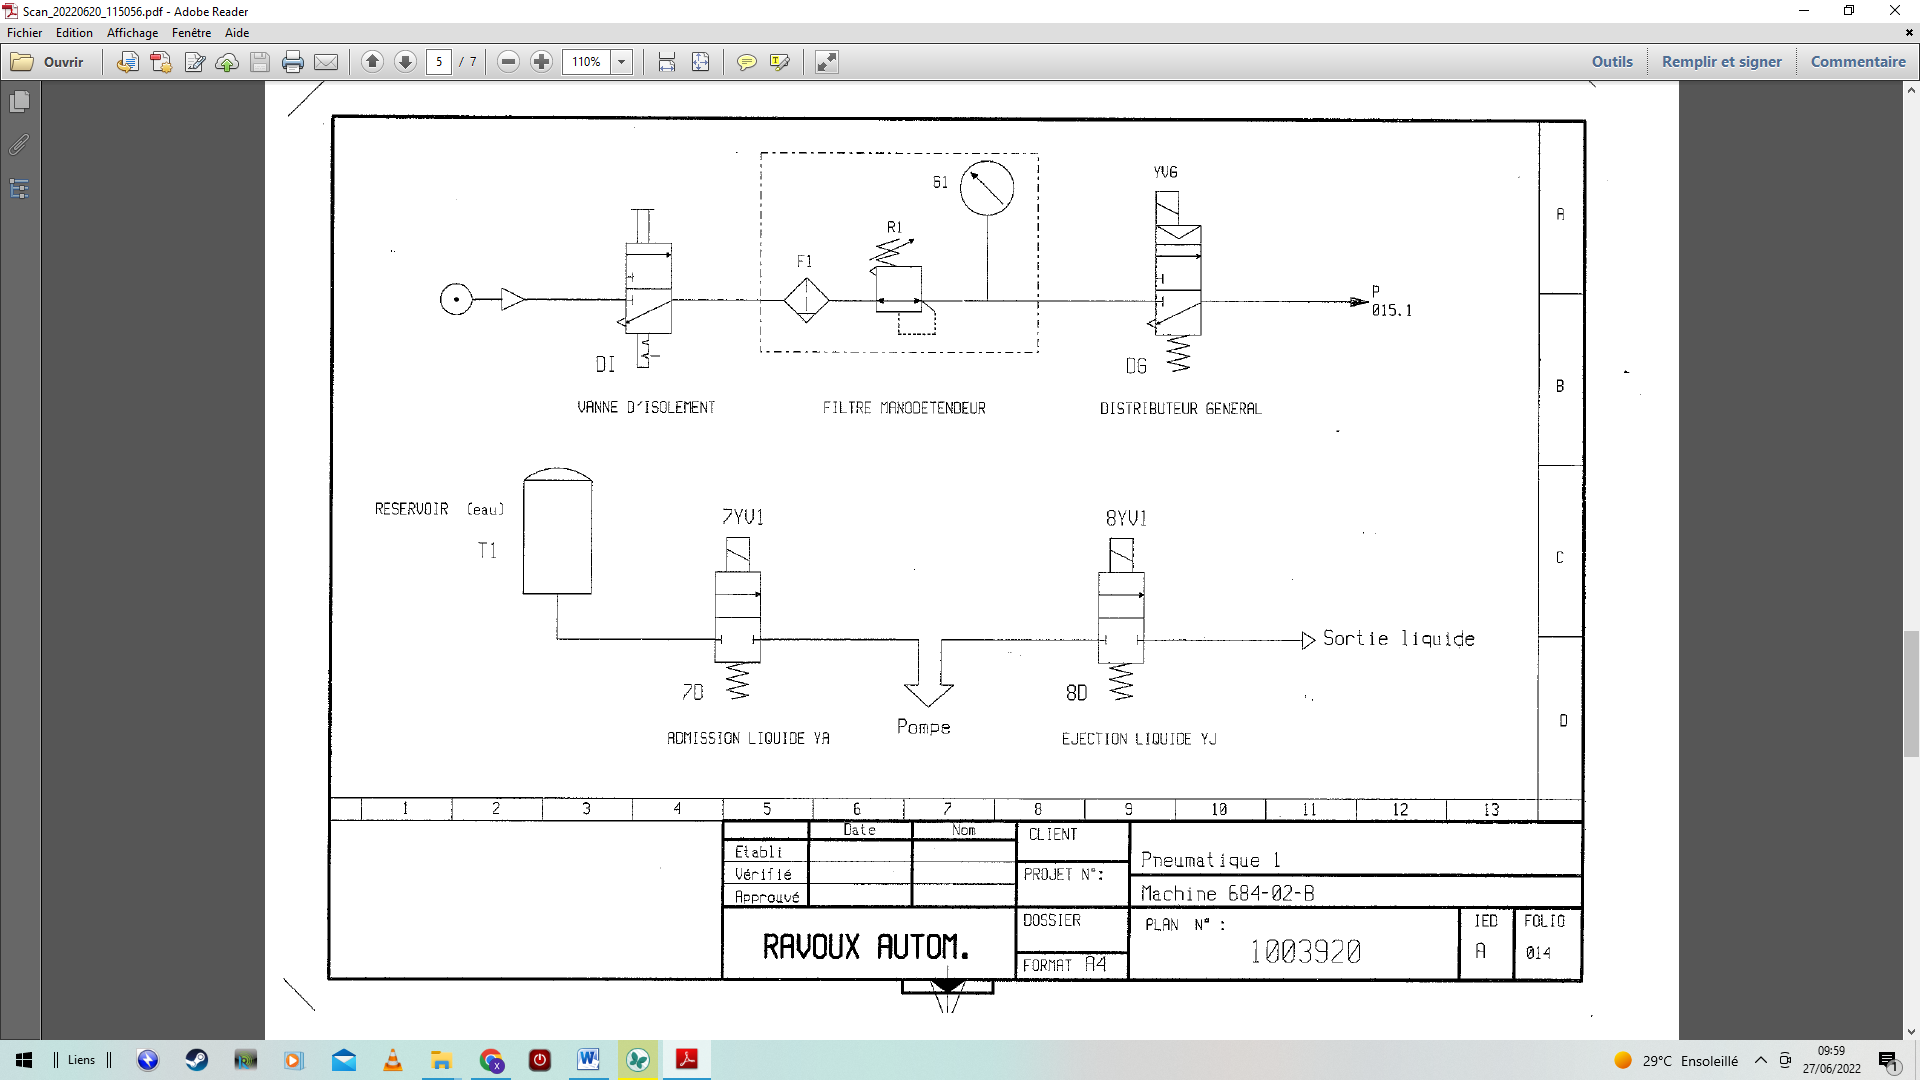 Scan_20220620_115056.pdf - Adobe Reader
Fichier Edition Affichage Fenêtre Aide
Ouvrir 5 / 7 110% Outils Remplir et signer Commentaire
YV6
G1
R1
F1
A
P
015.1
DI
DG
B
VANNE D'ISOLEMENT FILTRE MANODETENDEUR DISTRIBUTEUR GENERAL
RESERVOIR (eau)
T1
7YV1 8YV1
C
Sortie liquide
7D 8D
Pompe
D
ADMISSION LIQUIDE YA EJECTION LIQUIDE YJ
1 2 3 4 5 6 7 8 9 10 11 12 13
Date Nom
Etabli
Vérifié
Approuvé
CLIENT
PROJET N°:
Pneumatique 1
Machine 684-02-B
RAVOUX AUTOM.
DOSSIER
FORMAT A4
PLAN N° :
1003920
IED
A
FOLIO
014
Liens
29°C Ensoleillé
09:59
27/06/2022
1